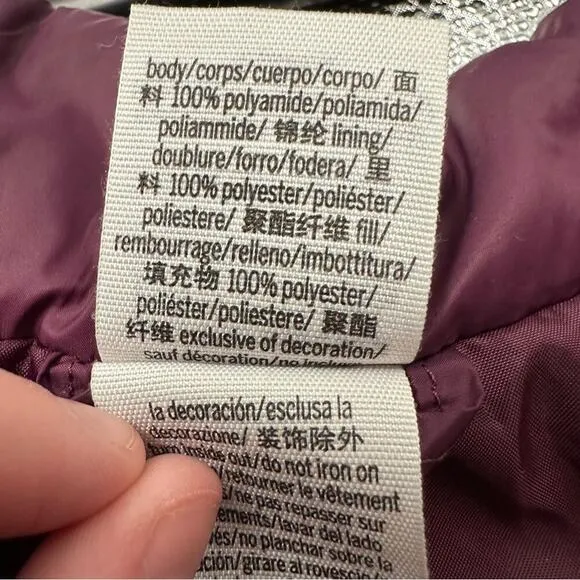 body/corps/cuerpo/corpo/ 面
料 100% polyamide/poliamida/
poliammide/ 锦纶 lining/
doublure/forro/fodera/ 里
料 100% polyester/poliéster/
poliestere/ 聚酯纤维 fill/
rembourrage/relleno/imbottitura/
填充物 100% polyester/
poliéster/poliestere/ 聚酯
纤维 exclusive of decoration/
sauf décoration/no
la decoración/esclusa la
decorazione/ 装饰除外
out/ do not iron on
retourner le vêtement
/ne pas repasser sur
/lavar del lado
/no planchar sobre la
/girare al